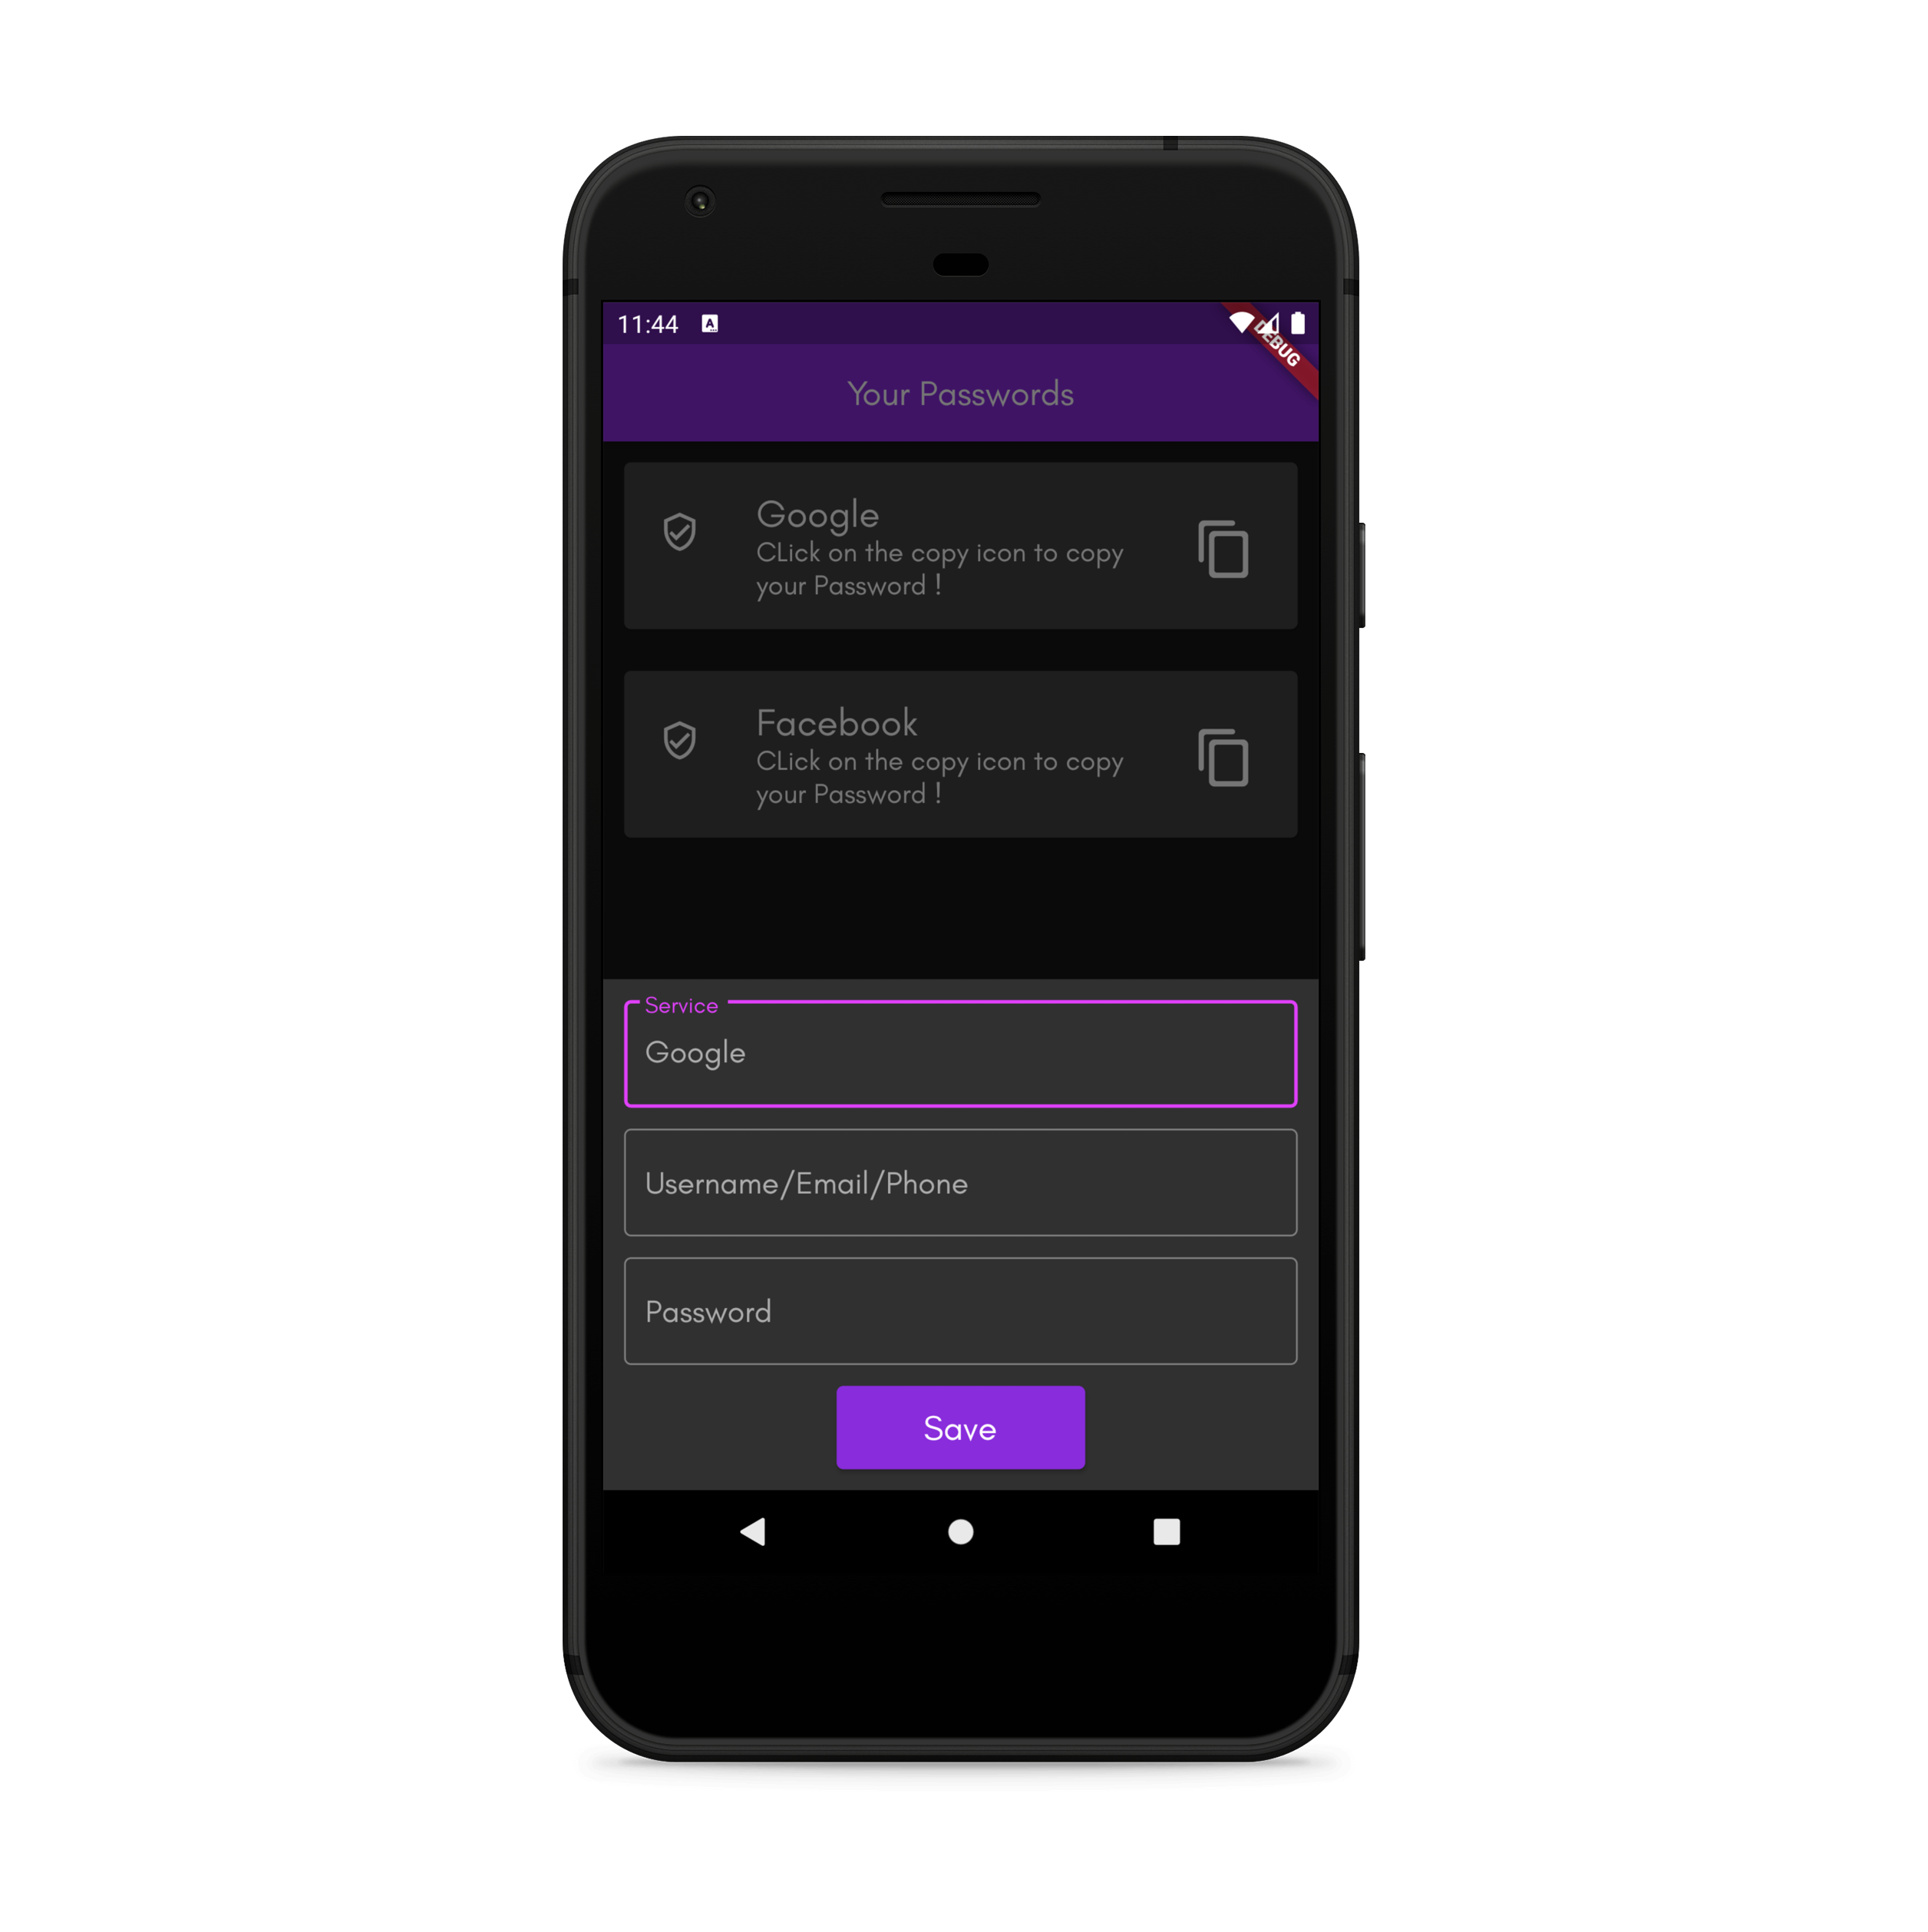 11:44
DEBUG
Your Passwords
Google
CLick on the copy icon to copy
your Password !
Facebook
CLick on the copy icon to copy
your Password !
Service
Google
Username/Email/Phone
Password
Save